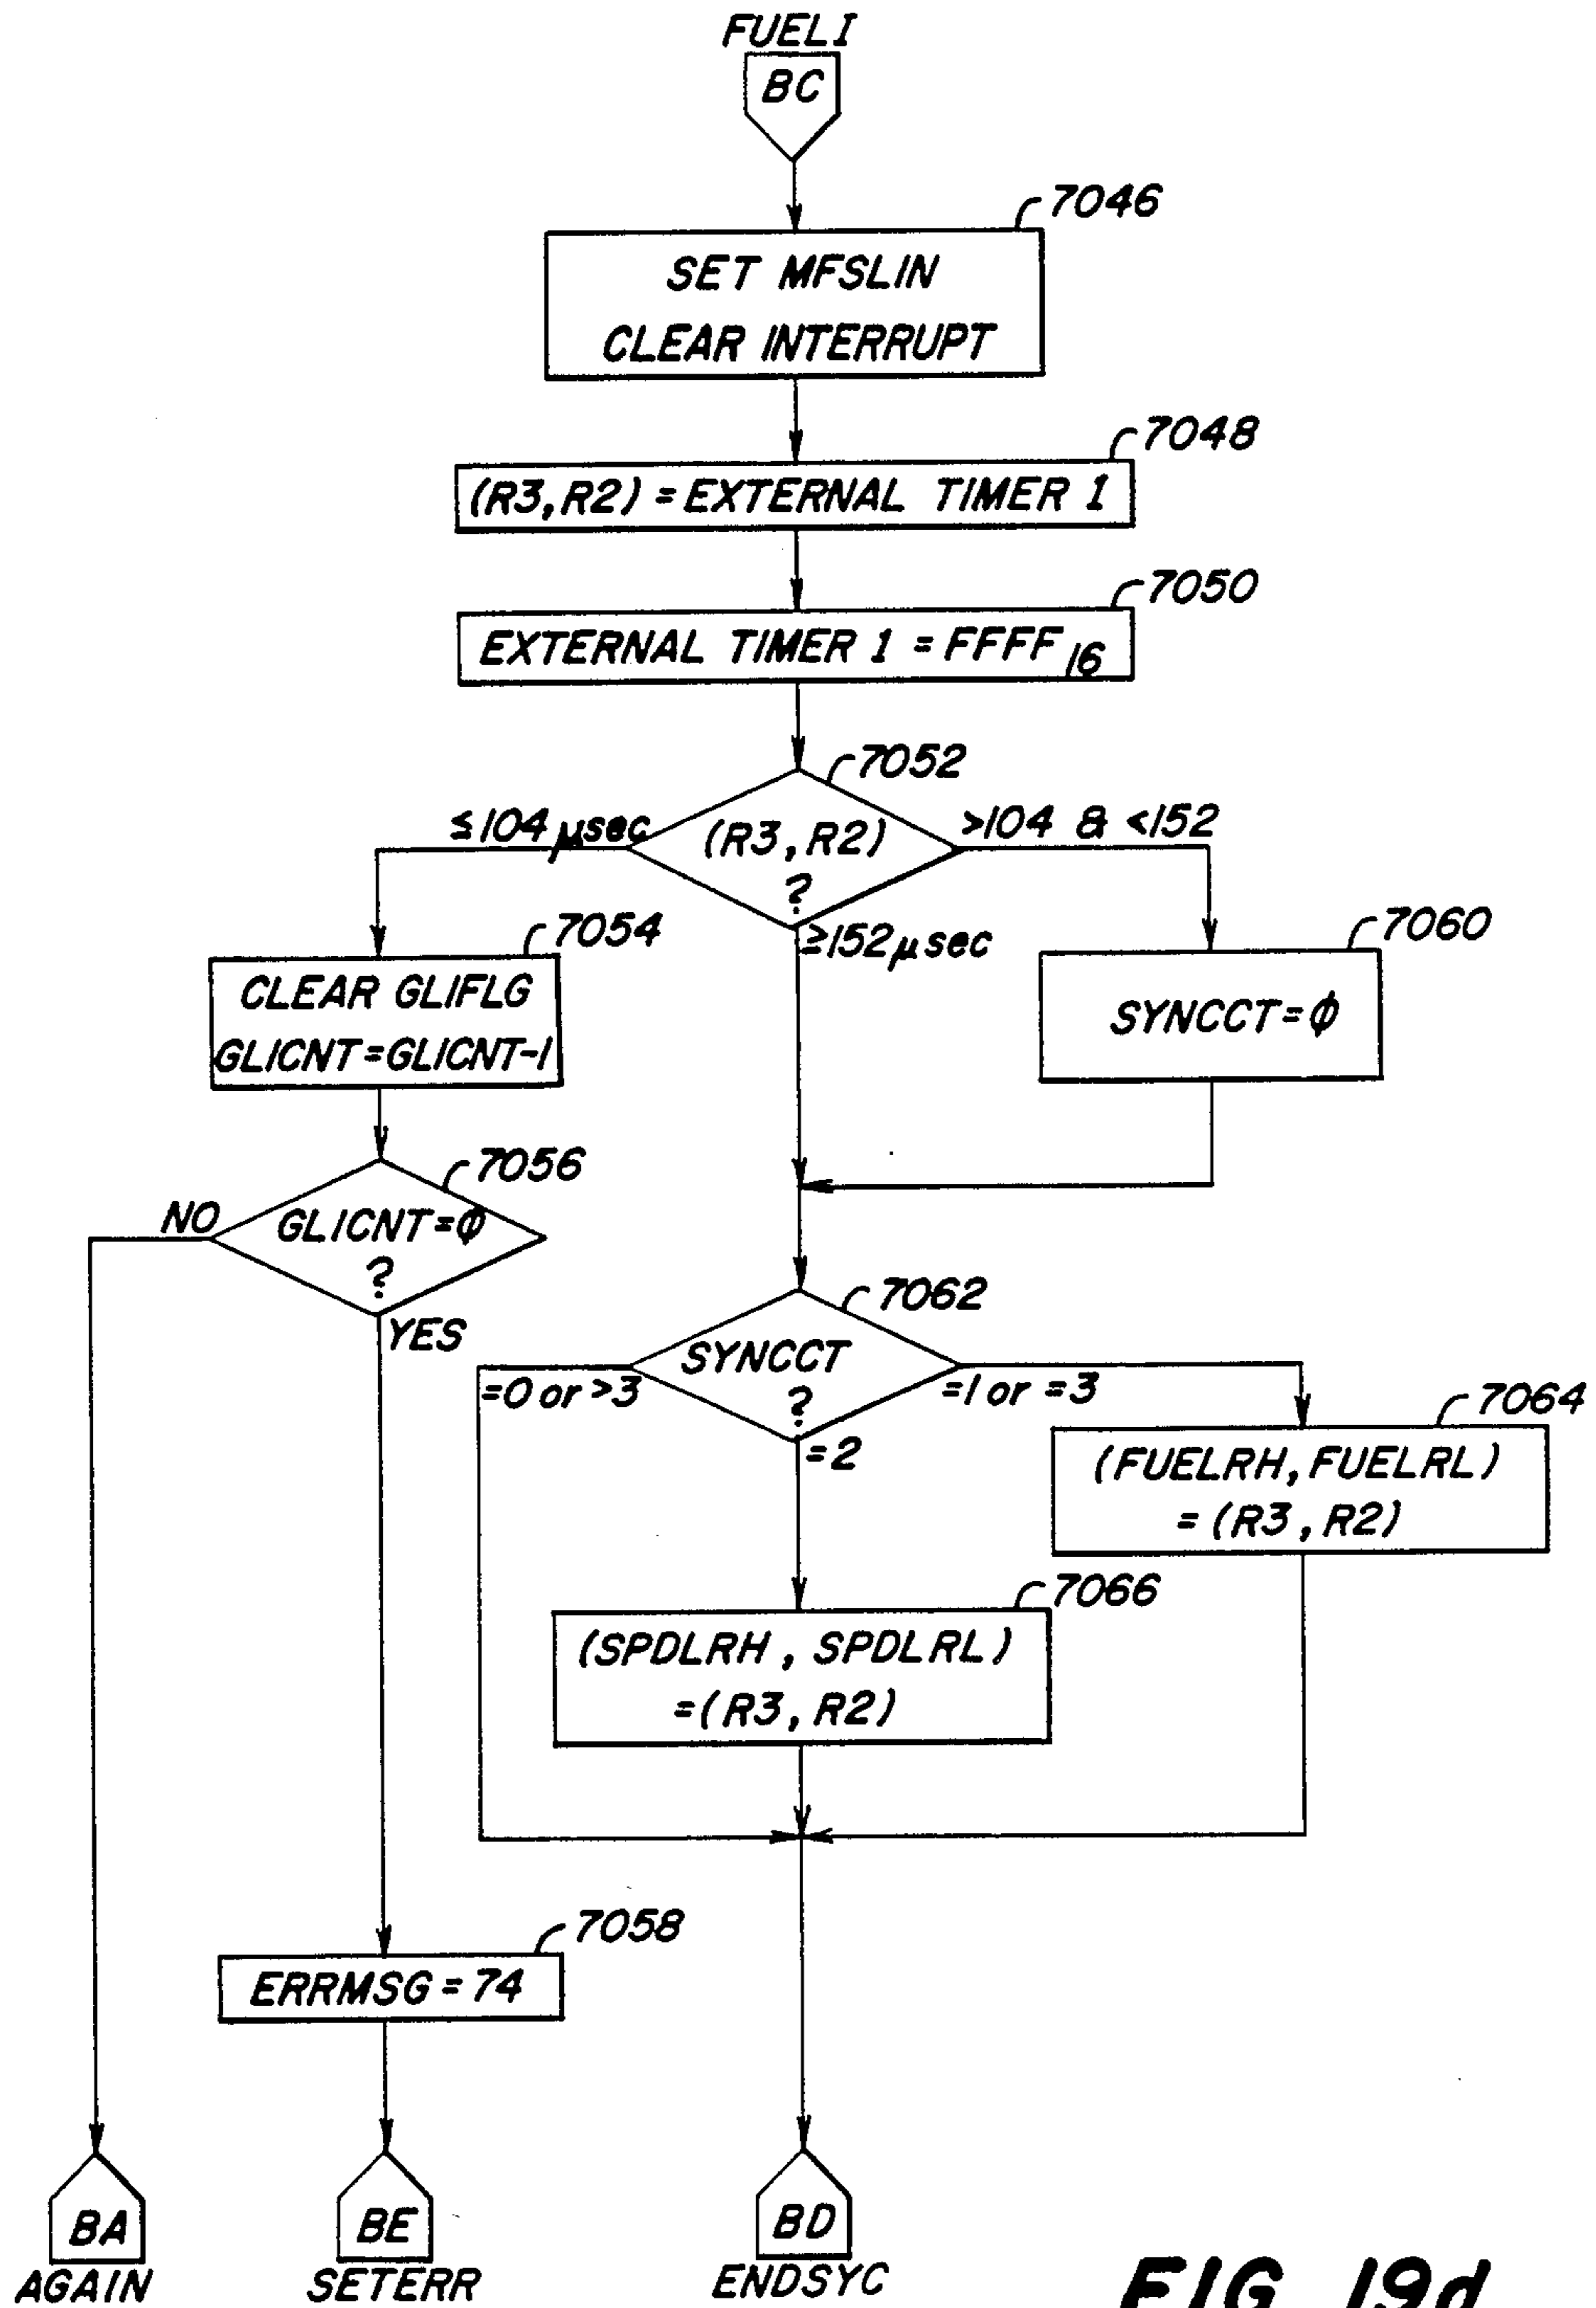 FUELI
BC
7046
SET MFSLIN
CLEAR INTERRUPT
7048
(R3,R2) = EXTERNAL TIMER 1
7050
EXTERNAL TIMER 1 = FFFF16
7052
≤104 μsec
(R3,R2)
?
>104 & <152
≥152 μsec
7054
CLEAR GLIFLG
GLICNT=GLICNT-1
7060
SYNCCT=ϕ
7056
NO
GLICNT=ϕ
?
YES
7062
SYNCCT
?
=0 or >3
=1 or =3
=2
7064
(FUELRH, FUELRL)
= (R3, R2)
7066
(SPDLRH, SPDLRL)
=(R3, R2)
7058
ERRMSG = 74
BA
BE
BD
AGAIN
SETERR
ENDSYC
FIG 19d